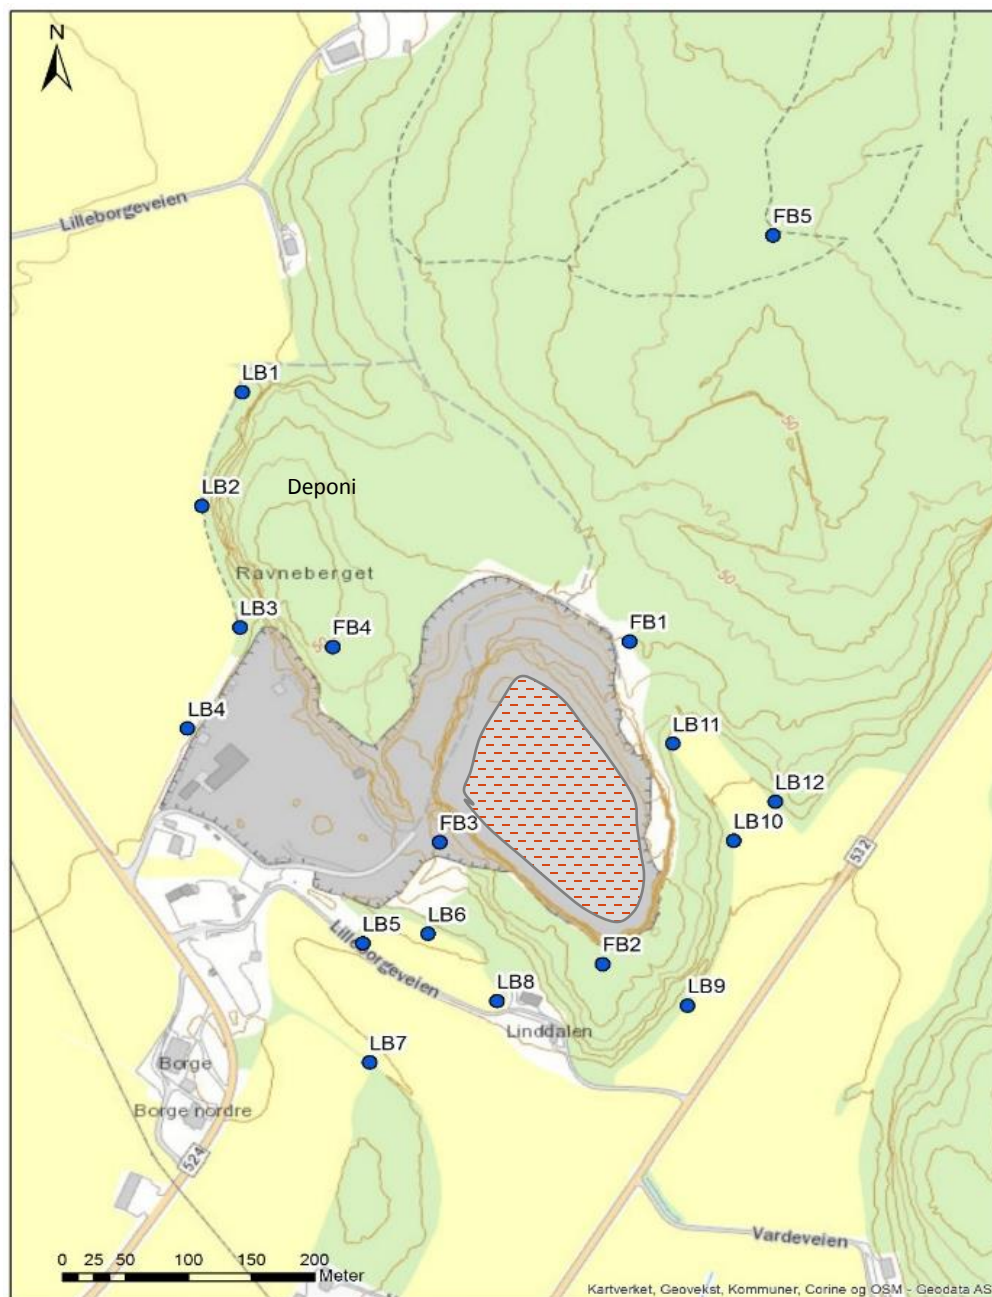 N
Lilleborgeveien
FB5
LB1
LB2
Deponi
Ravneberget
50
50
LB3
FB4
50
FB1
LB4
LB11
LB12
LB10
FB3
532
LB5
LB6
Lilleborgeveien
FB2
LB8
LB9
Linddalen
LB7
Borge
Borge nordre
524
Vardeveien
0 25 50 100 150 200
Meter
Kartverket, Geovekst, Kommuner, Corine og OSM - Geodata AS